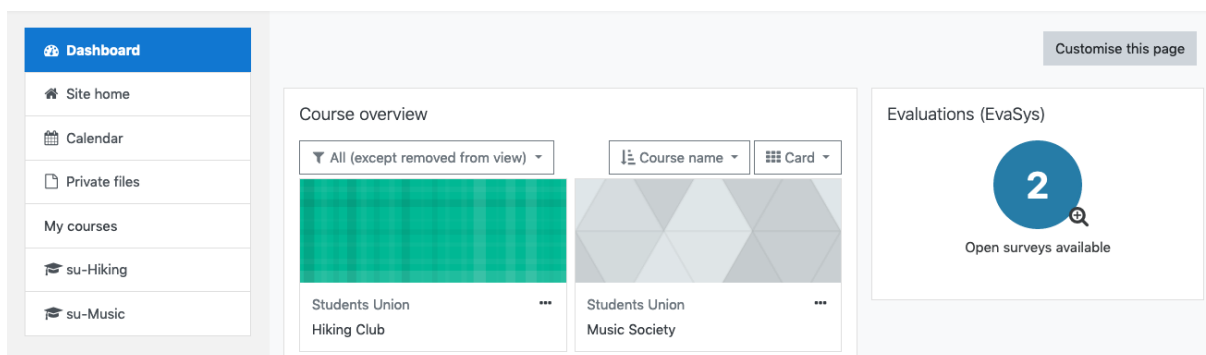 Dashboard
Site home
Calendar
Private files
My courses
su-Hiking
su-Music
Customise this page
Course overview
All (except removed from view)
Course name
Card
Students Union
Hiking Club
Students Union
Music Society
Evaluations (EvaSys)
2
Open surveys available